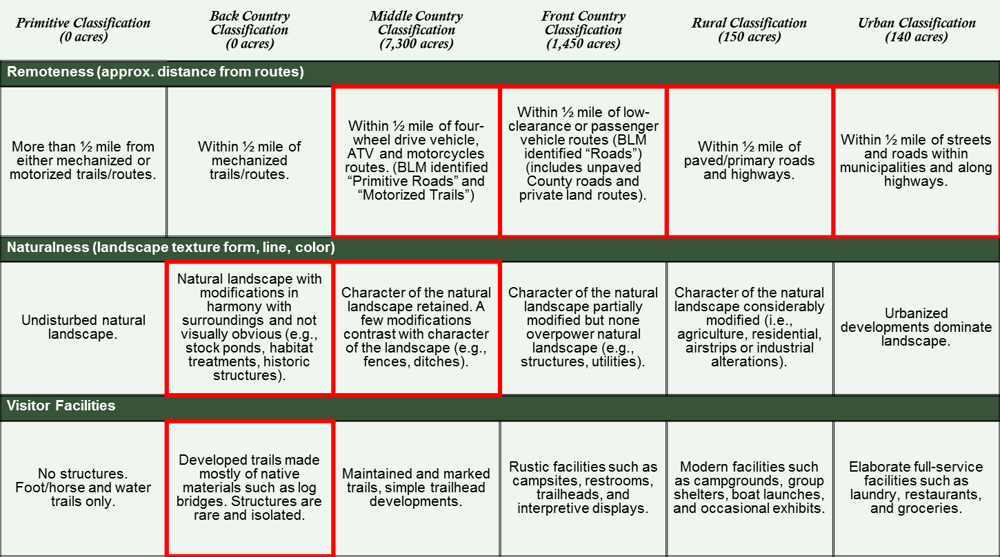 Primitive Classification
(0 acres)
Back Country
Classification
(0 acres)
Middle Country
Classification
(7,300 acres)
Front Country
Classification
(1,450 acres)
Rural Classification
(150 acres)
Urban Classification
(140 acres)
Remoteness (approx. distance from routes)
More than ½ mile from
either mechanized or
motorized trails/routes.
Within ½ mile of
mechanized
trails/routes.
Within ½ mile of four-
wheel drive vehicle,
ATV and motorcycles
routes. (BLM identified
“Primitive Roads” and
“Motorized Trails”)
Within ½ mile of low-
clearance or passenger
vehicle routes (BLM
identified “Roads”)
(includes unpaved
County roads and
private land routes).
Within ½ mile of
paved/primary roads
and highways.
Within ½ mile of streets
and roads within
municipalities and along
highways.
Naturalness (landscape texture form, line, color)
Undisturbed natural
landscape.
Natural landscape with
modifications in
harmony with
surroundings and not
visually obvious (e.g.,
stock ponds, habitat
treatments, historic
structures).
Character of the natural
landscape retained. A
few modifications
contrast with character
of the landscape (e.g.,
fences, ditches).
Character of the natural
landscape partially
modified but none
overpower natural
landscape (e.g.,
structures, utilities).
Character of the natural
landscape considerably
modified (i.e.,
agriculture, residential,
airstrips or industrial
alterations).
Urbanized
developments dominate
landscape.
Visitor Facilities
No structures.
Foot/horse and water
trails only.
Developed trails made
mostly of native
materials such as log
bridges. Structures are
rare and isolated.
Maintained and marked
trails, simple trailhead
developments.
Rustic facilities such as
campsites, restrooms,
trailheads, and
interpretive displays.
Modern facilities such
as campgrounds, group
shelters, boat launches,
and occasional exhibits.
Elaborate full-service
facilities such as
laundry, restaurants,
and groceries.